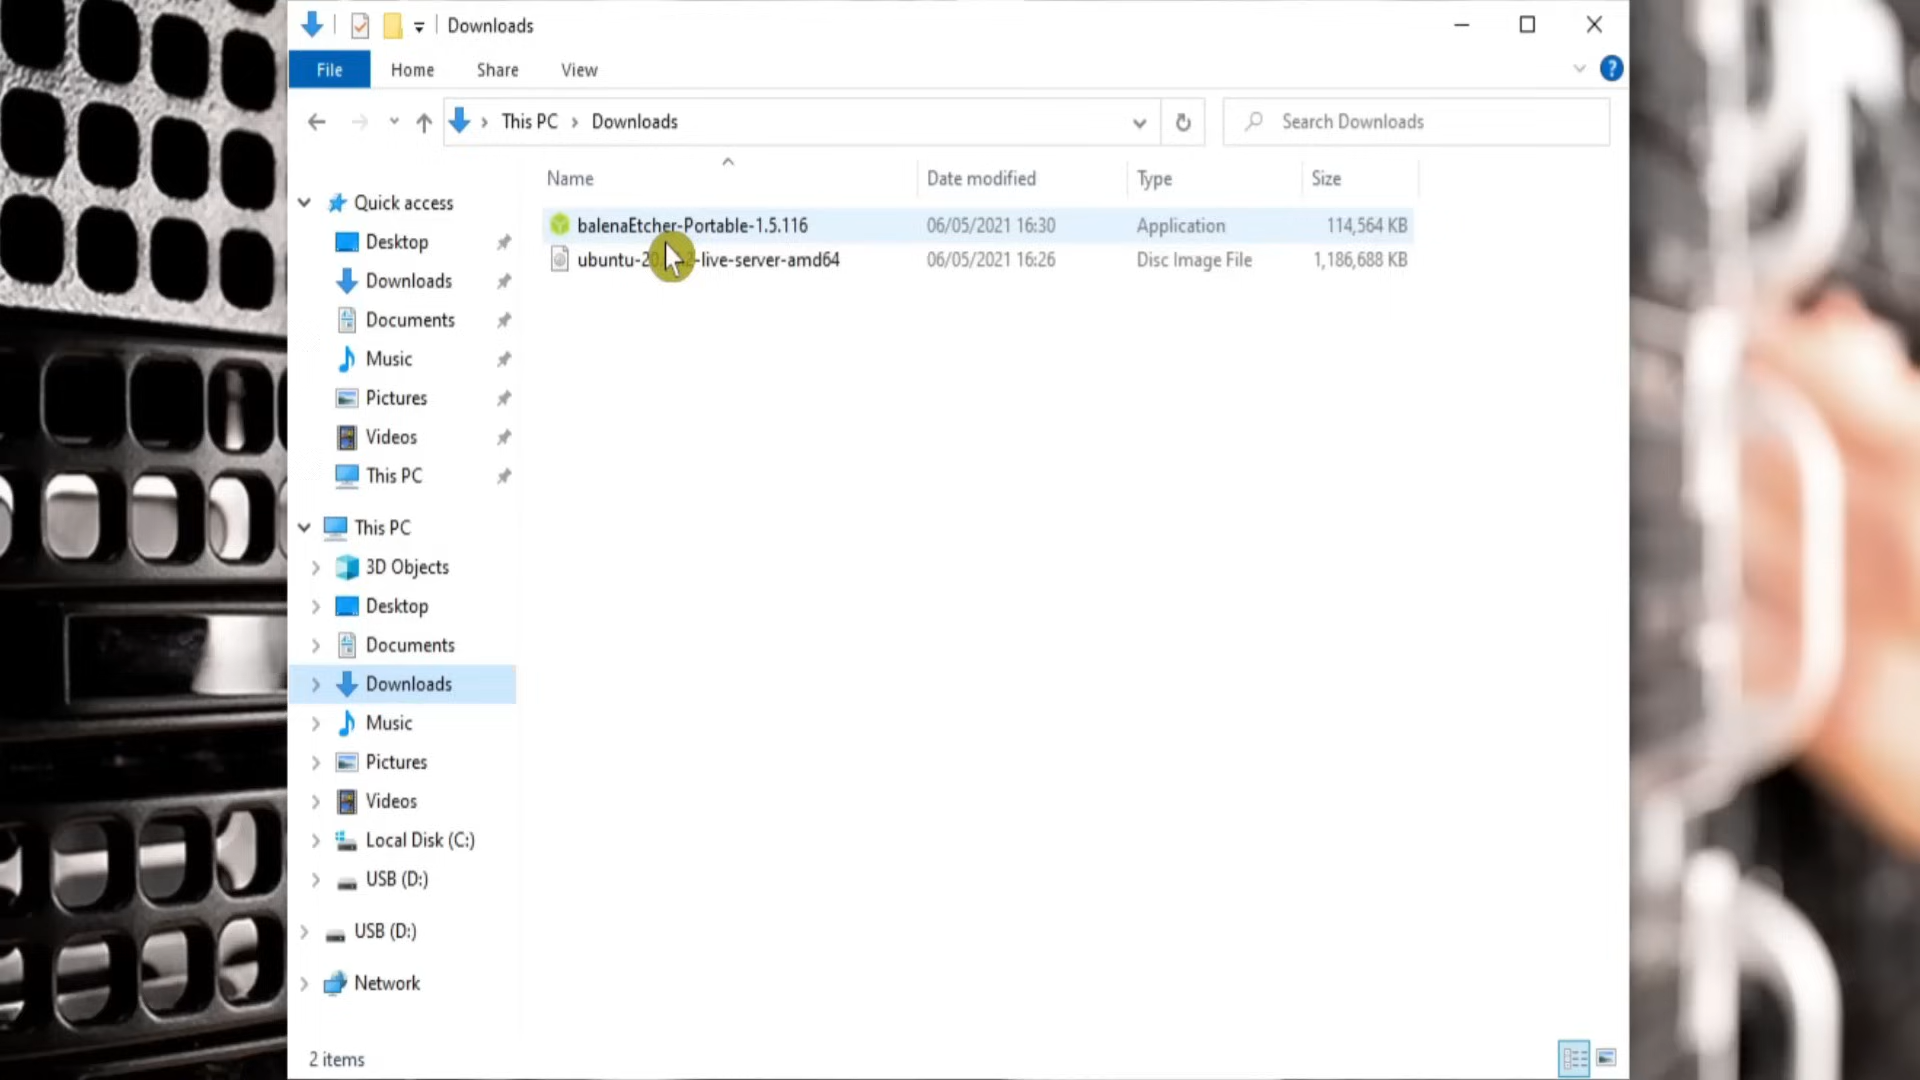 Downloads
File Home Share View
This PC Downloads
Search Downloads
Name Date modified Type Size
balenaEtcher-Portable-1.5.116 06/05/2021 16:30 Application 114,564 KB
-live-server-amd64 06/05/2021 16:26 Disc Image File 1,186,688 KB
Quick access
Desktop
Downloads
Documents
Music
Pictures
Videos
This PC
This PC
3D Objects
Desktop
Documents
Downloads
Music
Pictures
Videos
Local Disk (C:)
USB (D:)
USB (D:)
Network
2 items